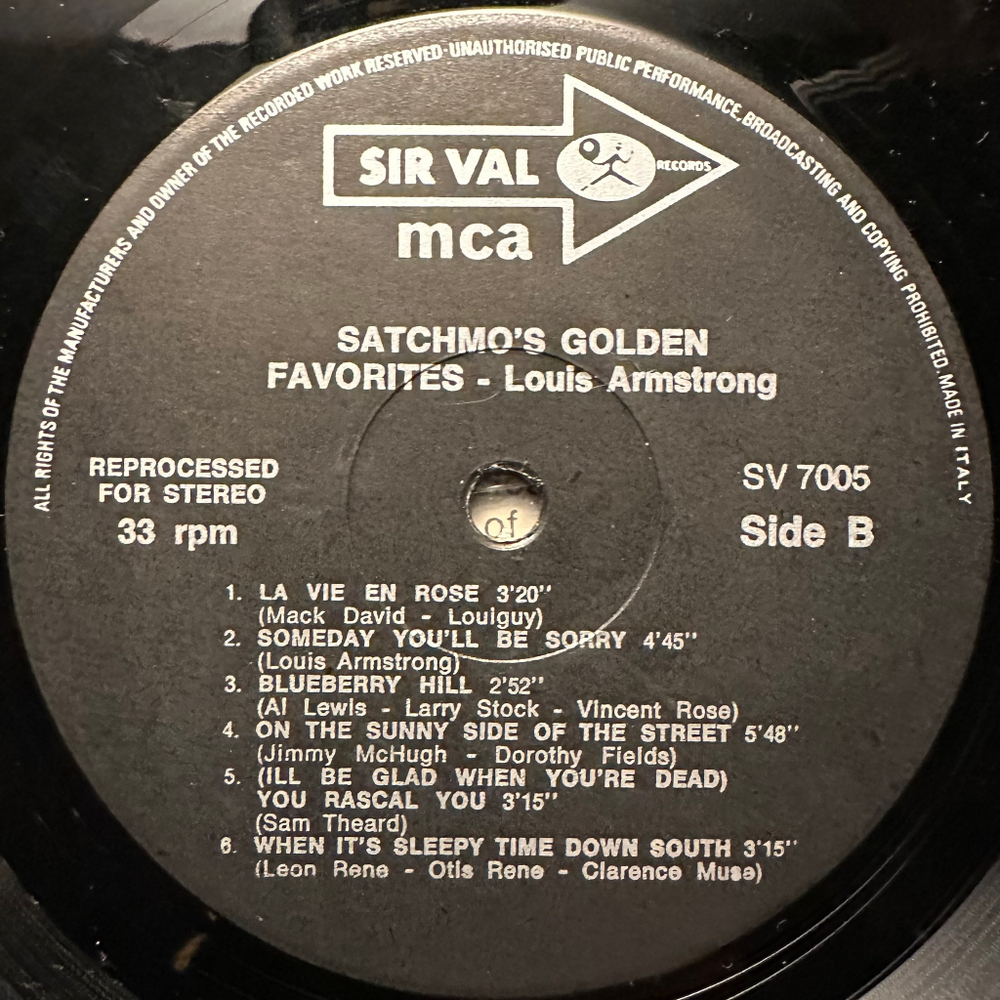 ALL RIGHTS OF THE MANUFACTURERS AND OWNER OF THE RECORDED WORK RESERVED·UNAUTHORISED PUBLIC PERFORMANCE, BROADCASTING AND COPYING PROHIBITED. MADE IN ITALY
SIR VAL RECORDS
mca
SATCHMO'S GOLDEN
FAVORITES - Louis Armstrong
REPROCESSED
FOR STEREO
33 rpm
SV 7005
Side B
of
1. LA VIE EN ROSE 3'20''
(Mack David - Louiguy)
2. SOMEDAY YOU'LL BE SORRY 4'45''
(Louis Armstrong)
3. BLUEBERRY HILL 2'52''
(Al Lewis - Larry Stock - Vincent Rose)
4. ON THE SUNNY SIDE OF THE STREET 5'48''
(Jimmy McHugh - Dorothy Fields)
5. (ILL BE GLAD WHEN YOU'RE DEAD)
YOU RASCAL YOU 3'15''
(Sam Theard)
6. WHEN IT'S SLEEPY TIME DOWN SOUTH 3'15''
(Leon Rene - Otis Rene - Clarence Muse)